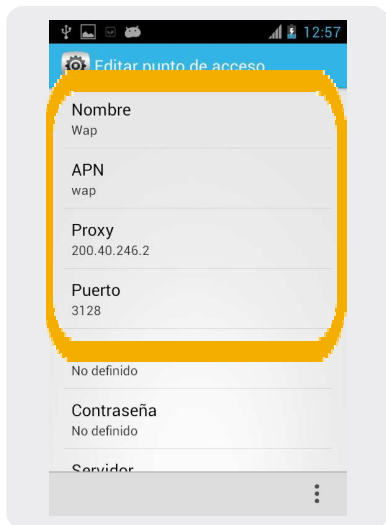 12:57
Editar punto de acceso
Nombre
Wap
APN
wap
Proxy
200.40.246.2
Puerto
3128
No definido
Contraseña
No definido
Servidor